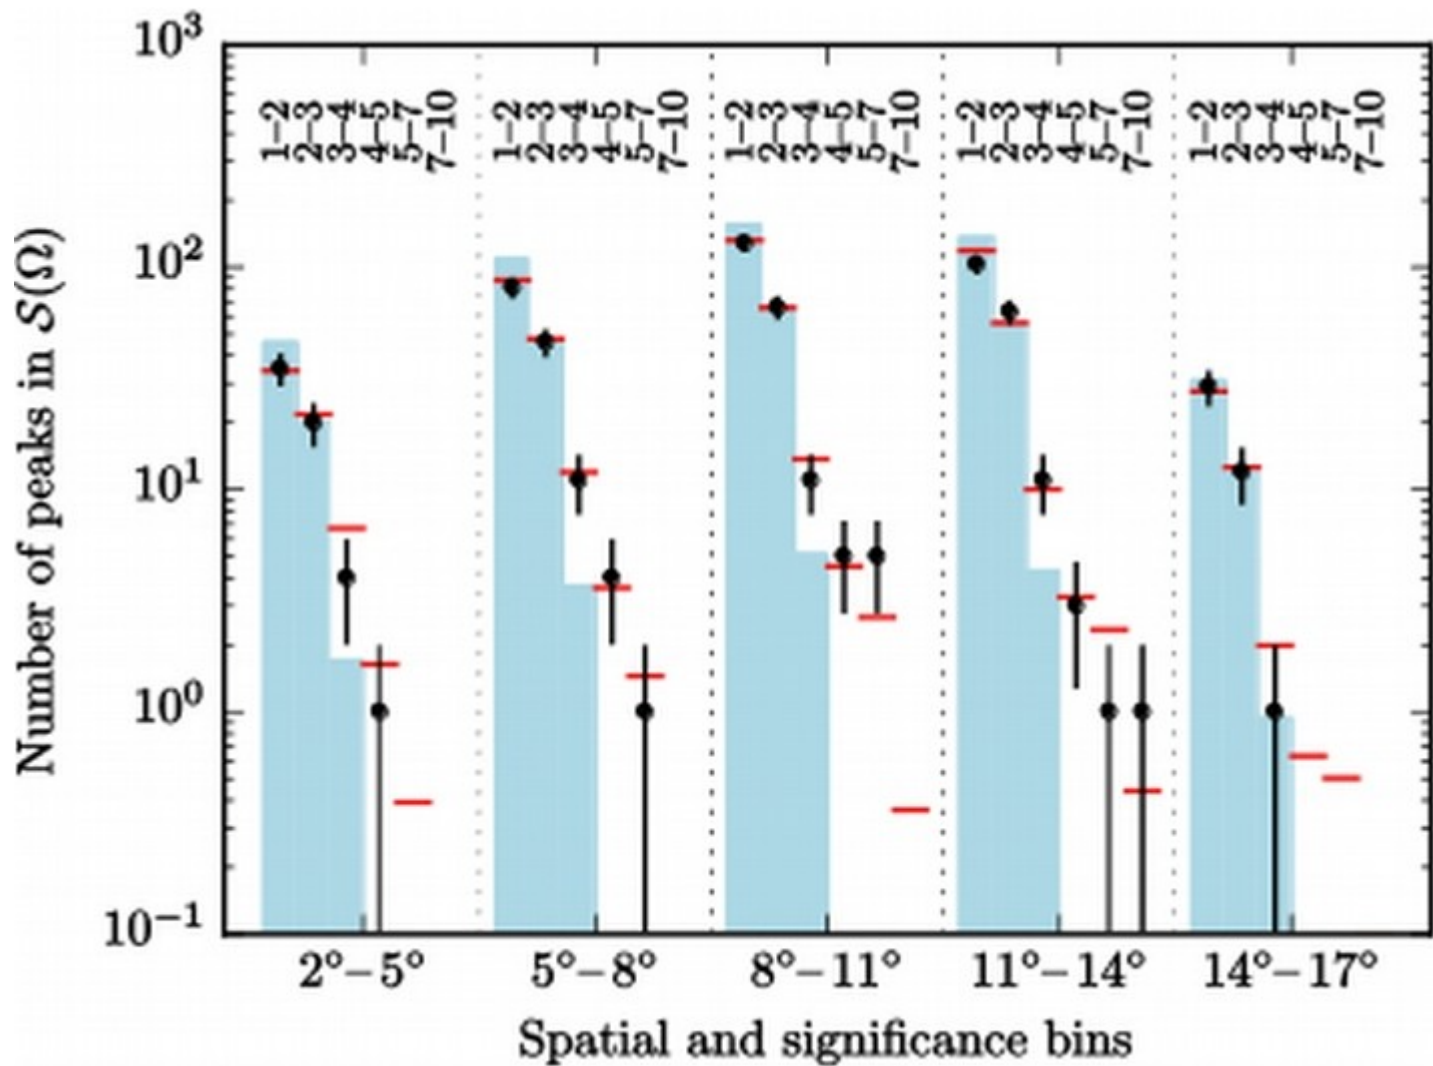 10³
10²
10¹
10⁰
10⁻¹
Number of peaks in 𝒮(Ω)
1–2 2–3 3–4 4–5 5–7 7–10
1–2 2–3 3–4 4–5 5–7 7–10
1–2 2–3 3–4 4–5 5–7 7–10
1–2 2–3 3–4 4–5 5–7 7–10
1–2 2–3 3–4 4–5 5–7 7–10
2°–5° 5°–8° 8°–11° 11°–14° 14°–17°
Spatial and significance bins